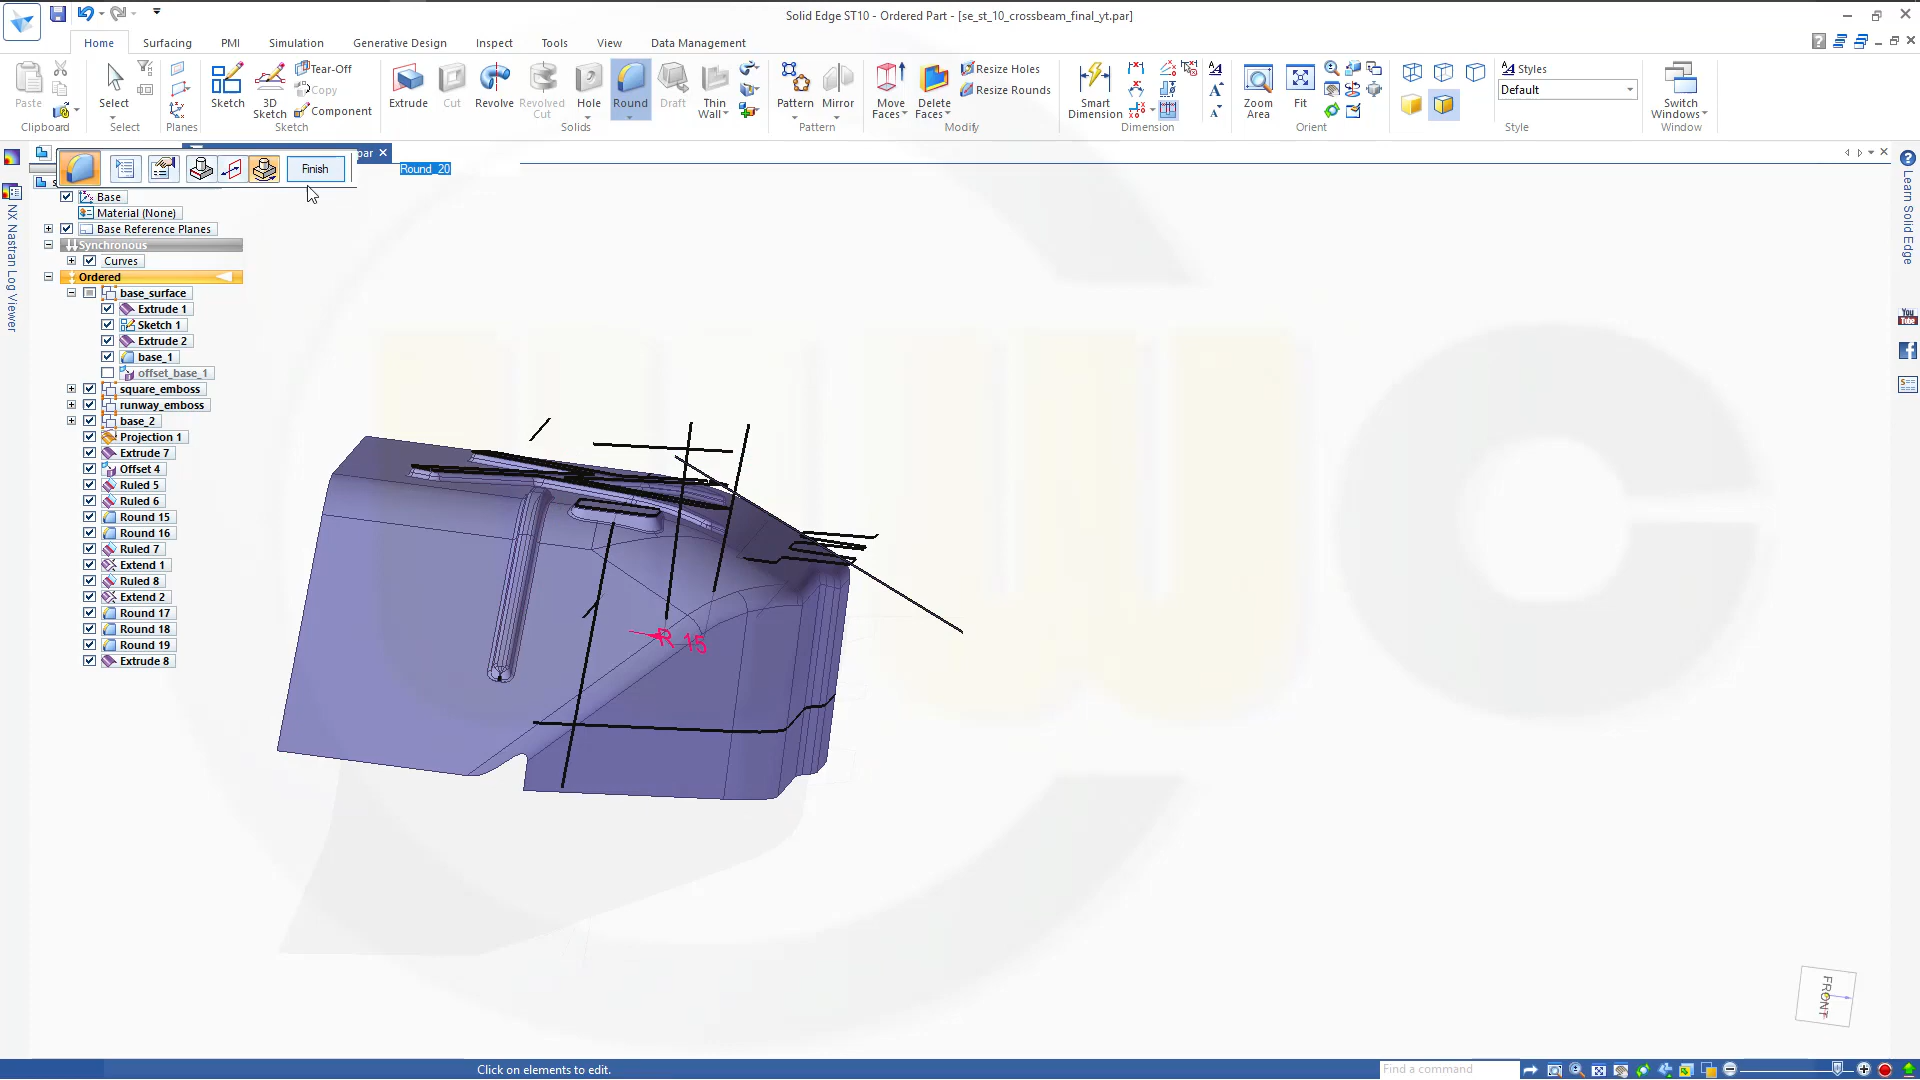 Solid Edge ST10 - Ordered Part - [se_st_10_crossbeam_final_yt.par]
Home Surfacing PMI Simulation Generative Design Inspect Tools View Data Management
Paste
Clipboard
Select
Select
Planes
Sketch
3D Sketch
Tear-Off
Copy
Component
Sketch
Extrude
Cut
Revolve
Revolved Cut
Hole
Round
Draft
Thin Wall
Solids
Pattern
Mirror
Pattern
Move Faces
Delete Faces
Resize Holes
Resize Rounds
Modify
Smart Dimension
Dimension
Zoom Area
Fit
Orient
Styles
Default
Style
Switch Windows
Window
par
Finish
Round_20
Base
Material (None)
Base Reference Planes
Synchronous
Curves
Ordered
base_surface
Extrude 1
Sketch 1
Extrude 2
base_1
offset_base_1
square_emboss
runway_emboss
base_2
Projection 1
Extrude 7
Offset 4
Ruled 5
Ruled 6
Round 15
Round 16
Ruled 7
Extend 1
Ruled 8
Extend 2
Round 17
Round 18
Round 19
Extrude 8
NX Nastran Log Viewer
Learn Solid Edge
You Tube
R 15
FRONT
Click on elements to edit.
Find a command